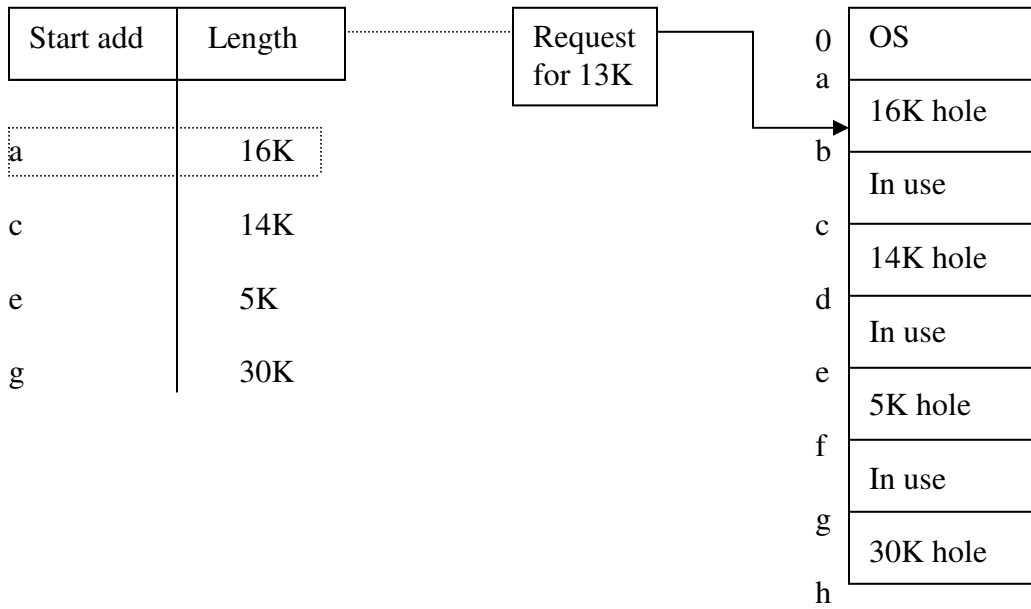 Start add Length
a 16K
c 14K
e 5K
g 30K
Request
for 13K
0 OS
a
16K hole
b
In use
c
14K hole
d
In use
e
5K hole
f
In use
g
30K hole
h